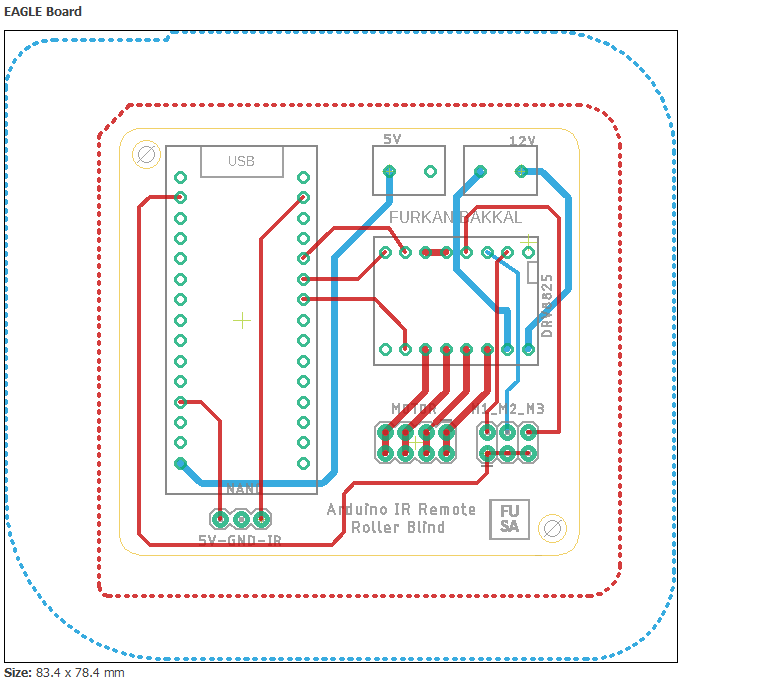 EAGLE Board
5V
12V
USB
FURKAN BAKKAL
DRV8825
MOTOR
M1_M2_M3
NANO
Arduino IR Remote
Roller Blind
FU
SA
5V-GND-IR
Size: 83.4 x 78.4 mm